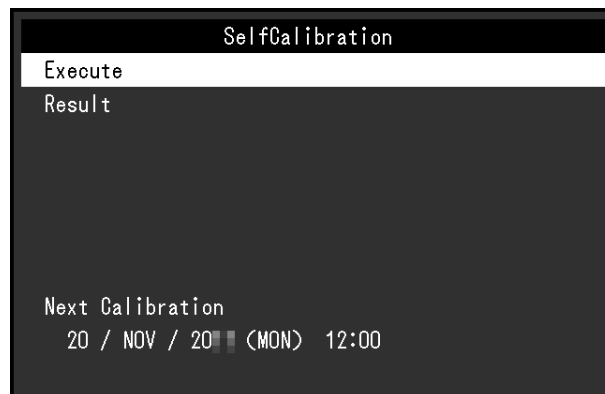 SelfCalibration
Execute
Result
Next Calibration
20 / NOV / 20 (MON) 12:00